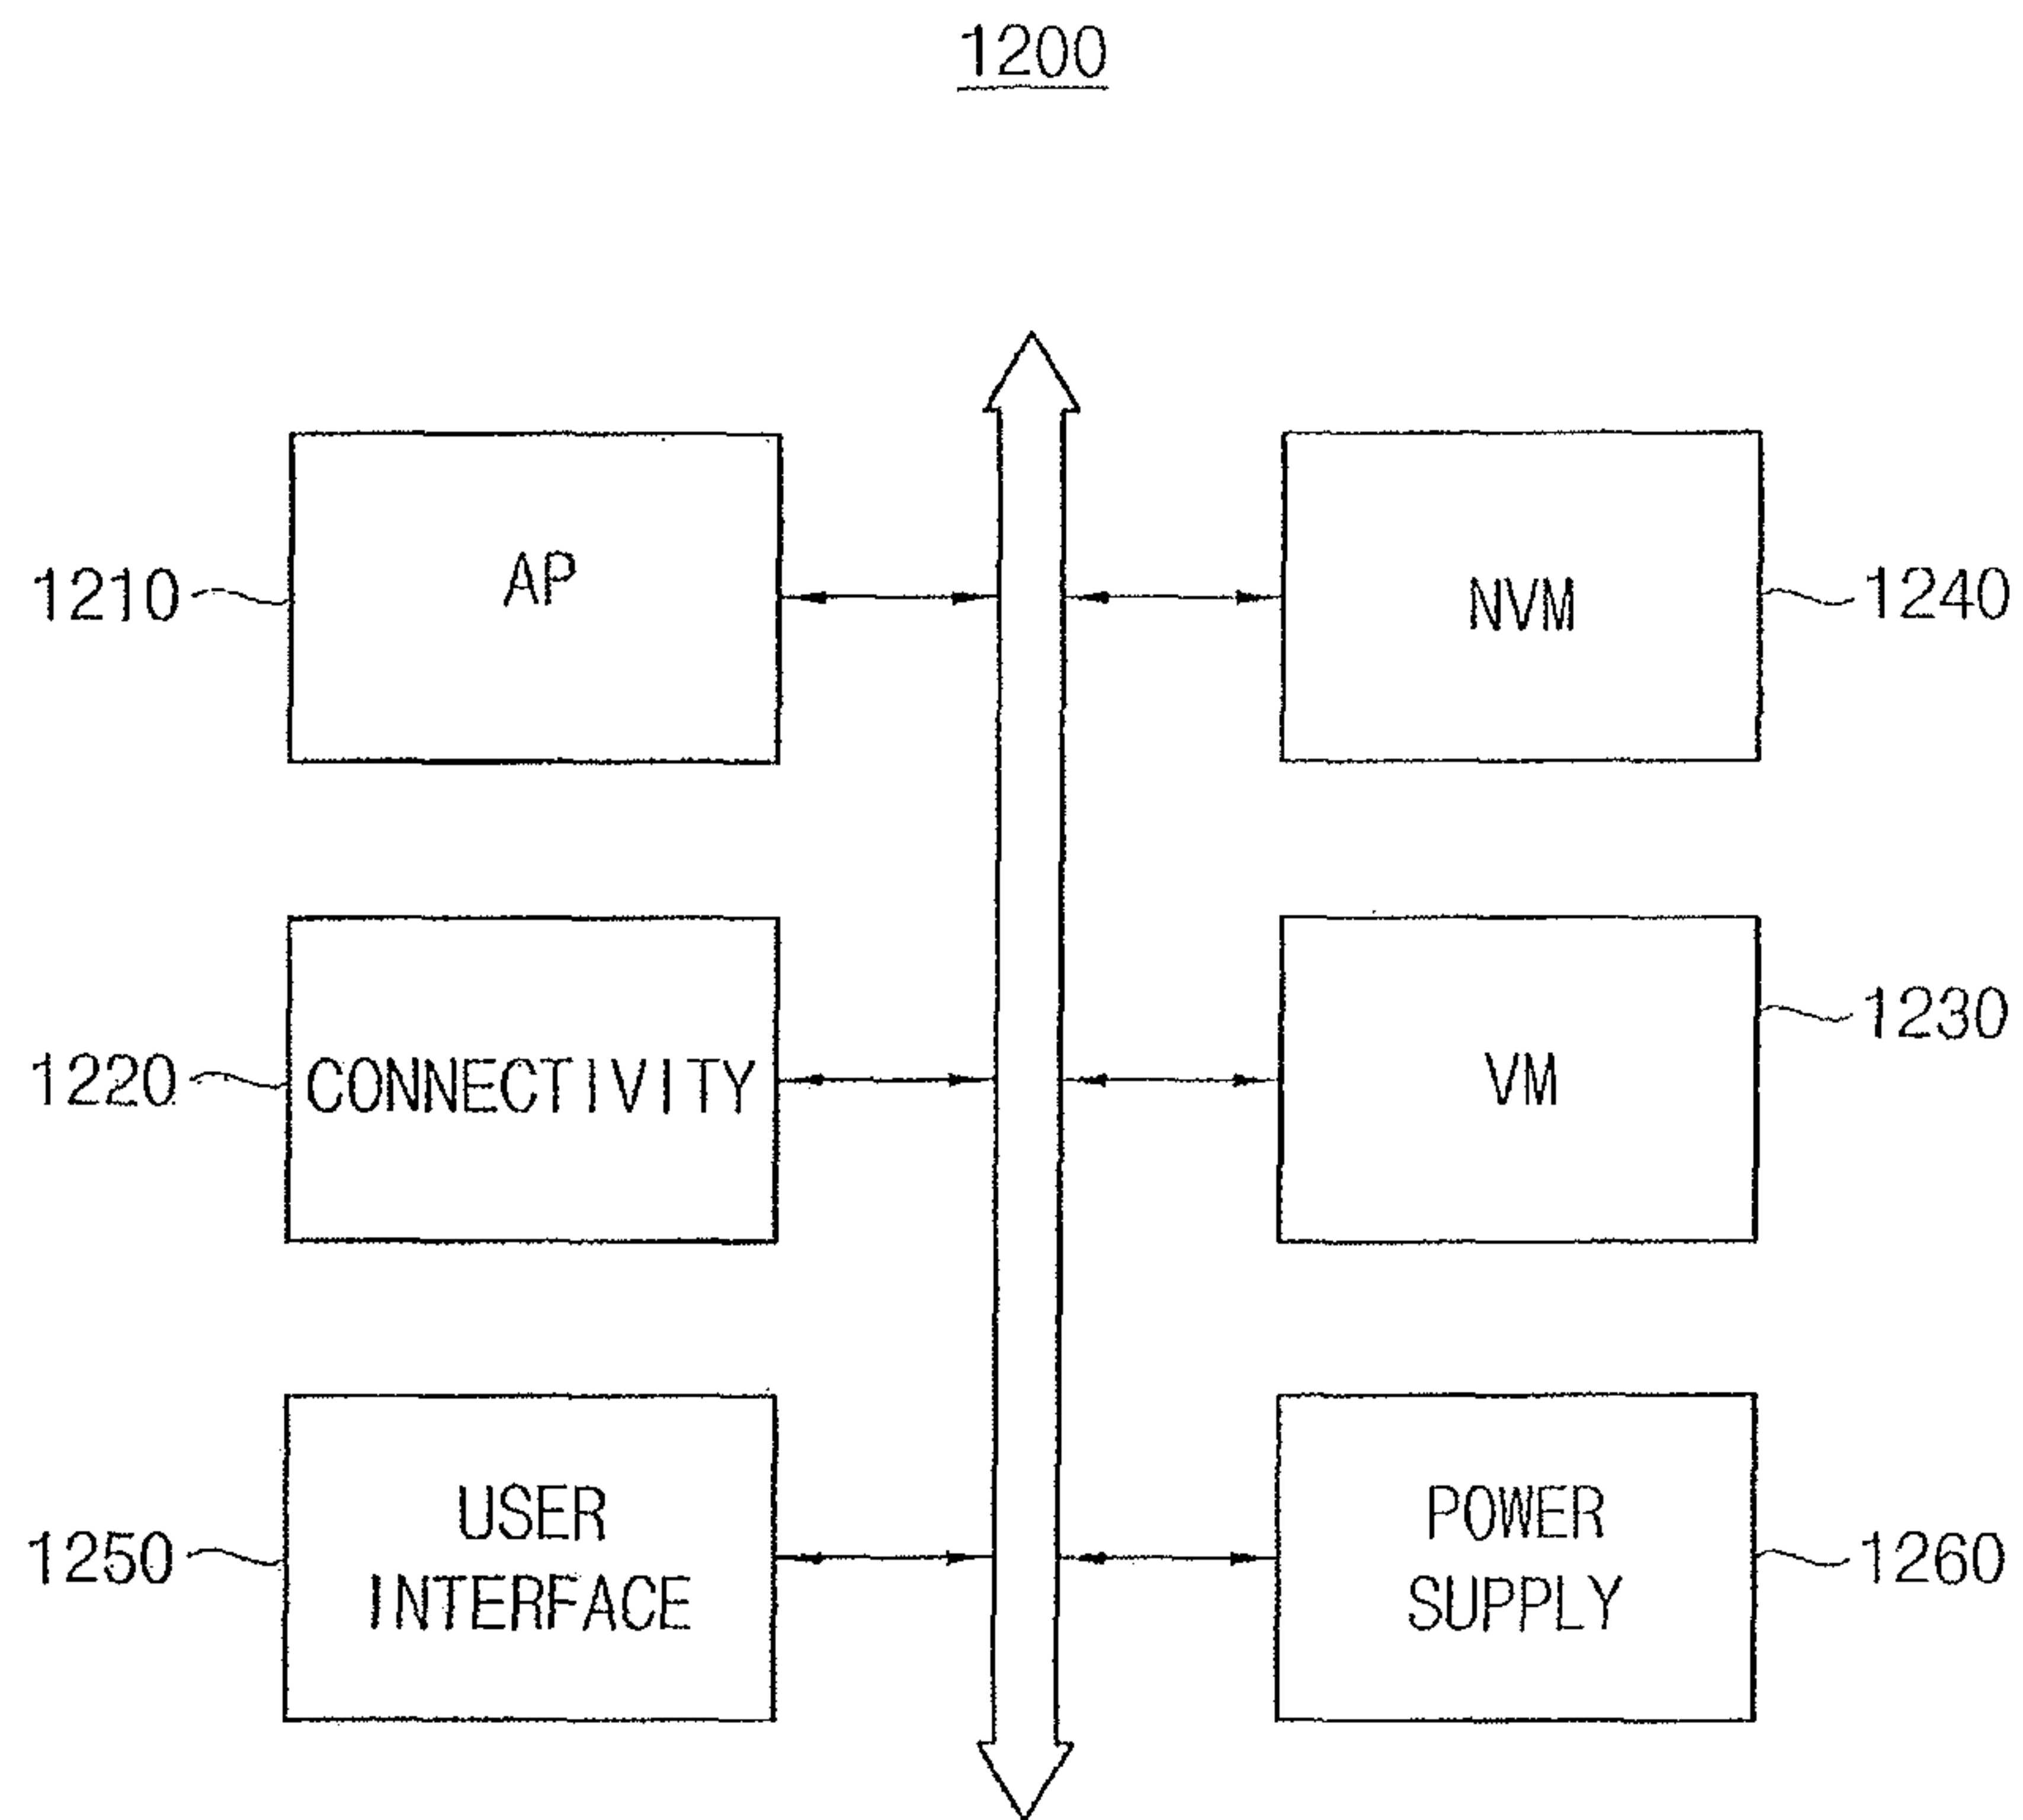 1200
1210
AP
NVM
1240
1220
CONNECTIVITY
VM
1230
1250
USER
INTERFACE
POWER
SUPPLY
1260